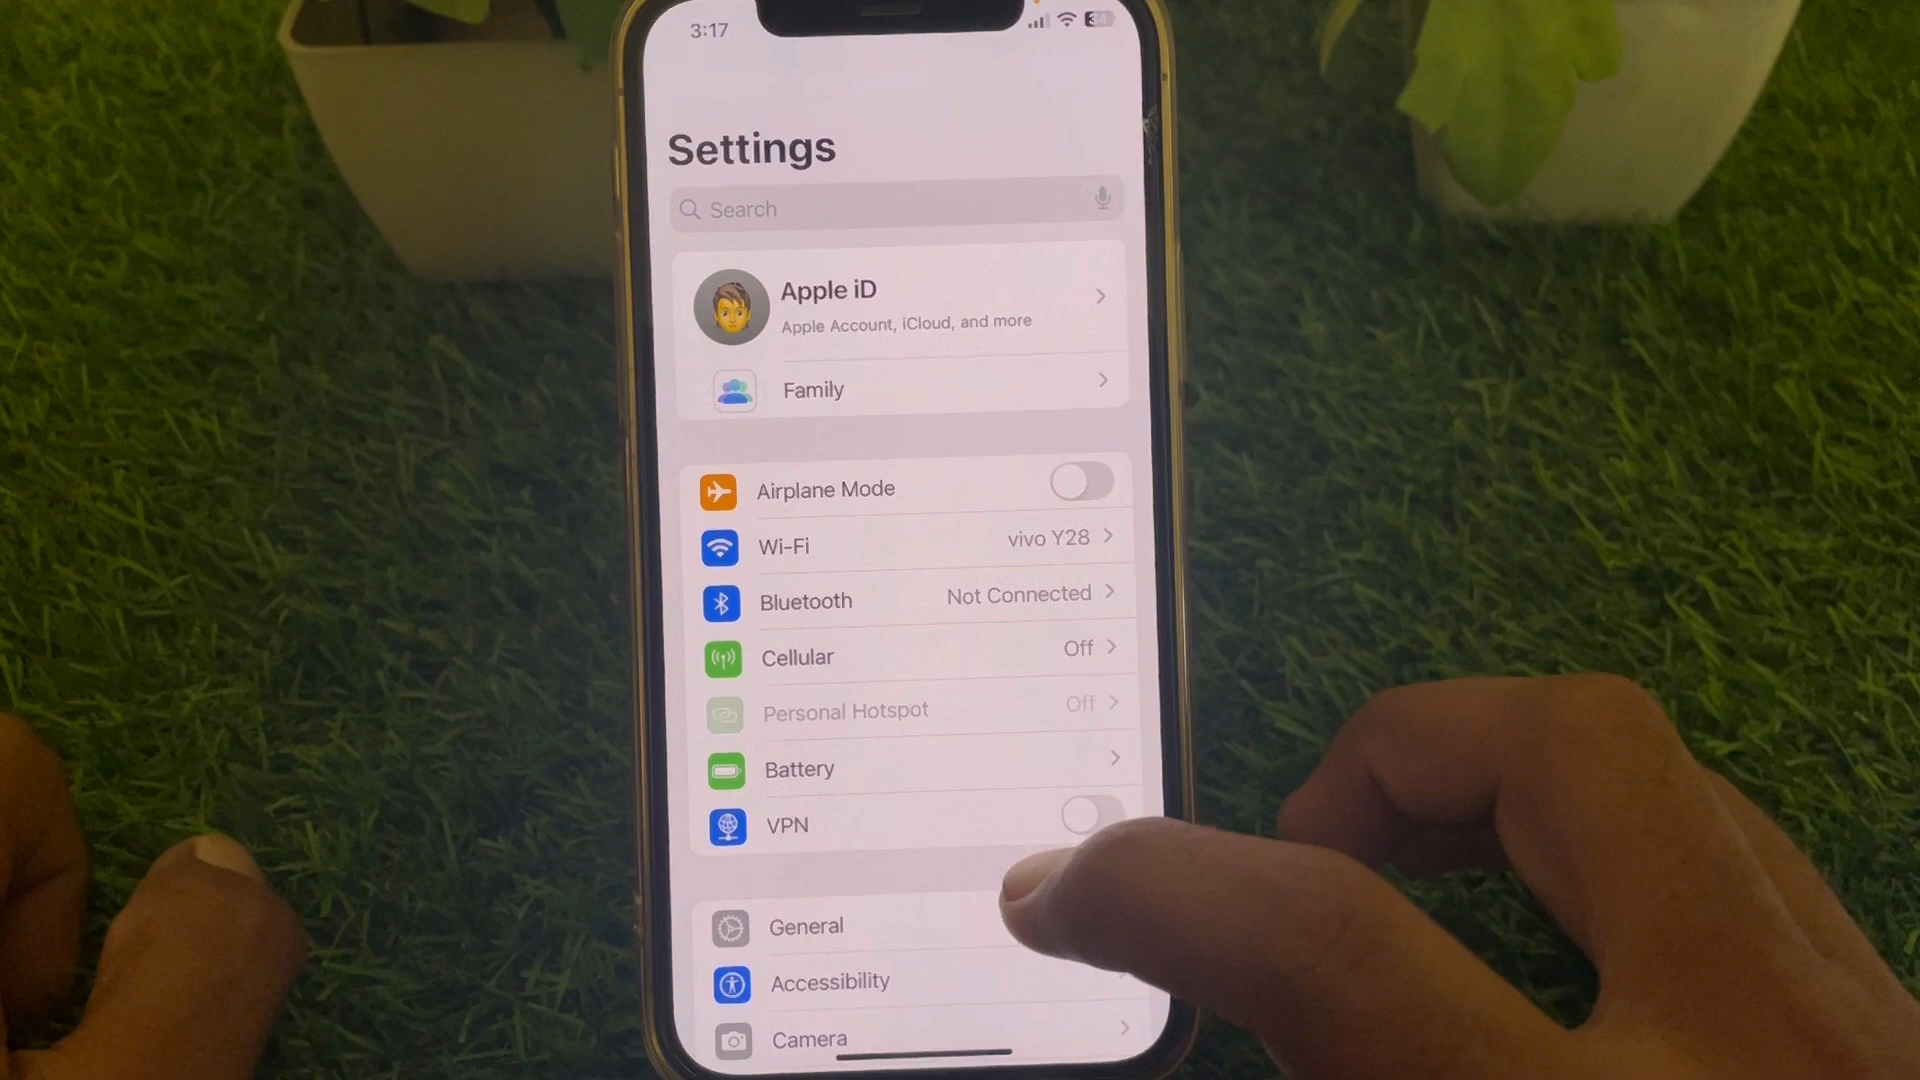 3:17
Settings
Search
Apple iD
Apple Account, iCloud, and more
Family
Airplane Mode
Wi-Fi vivo Y28
Bluetooth Not Connected
Cellular Off
Personal Hotspot Off
Battery
VPN
General
Accessibility
Camera